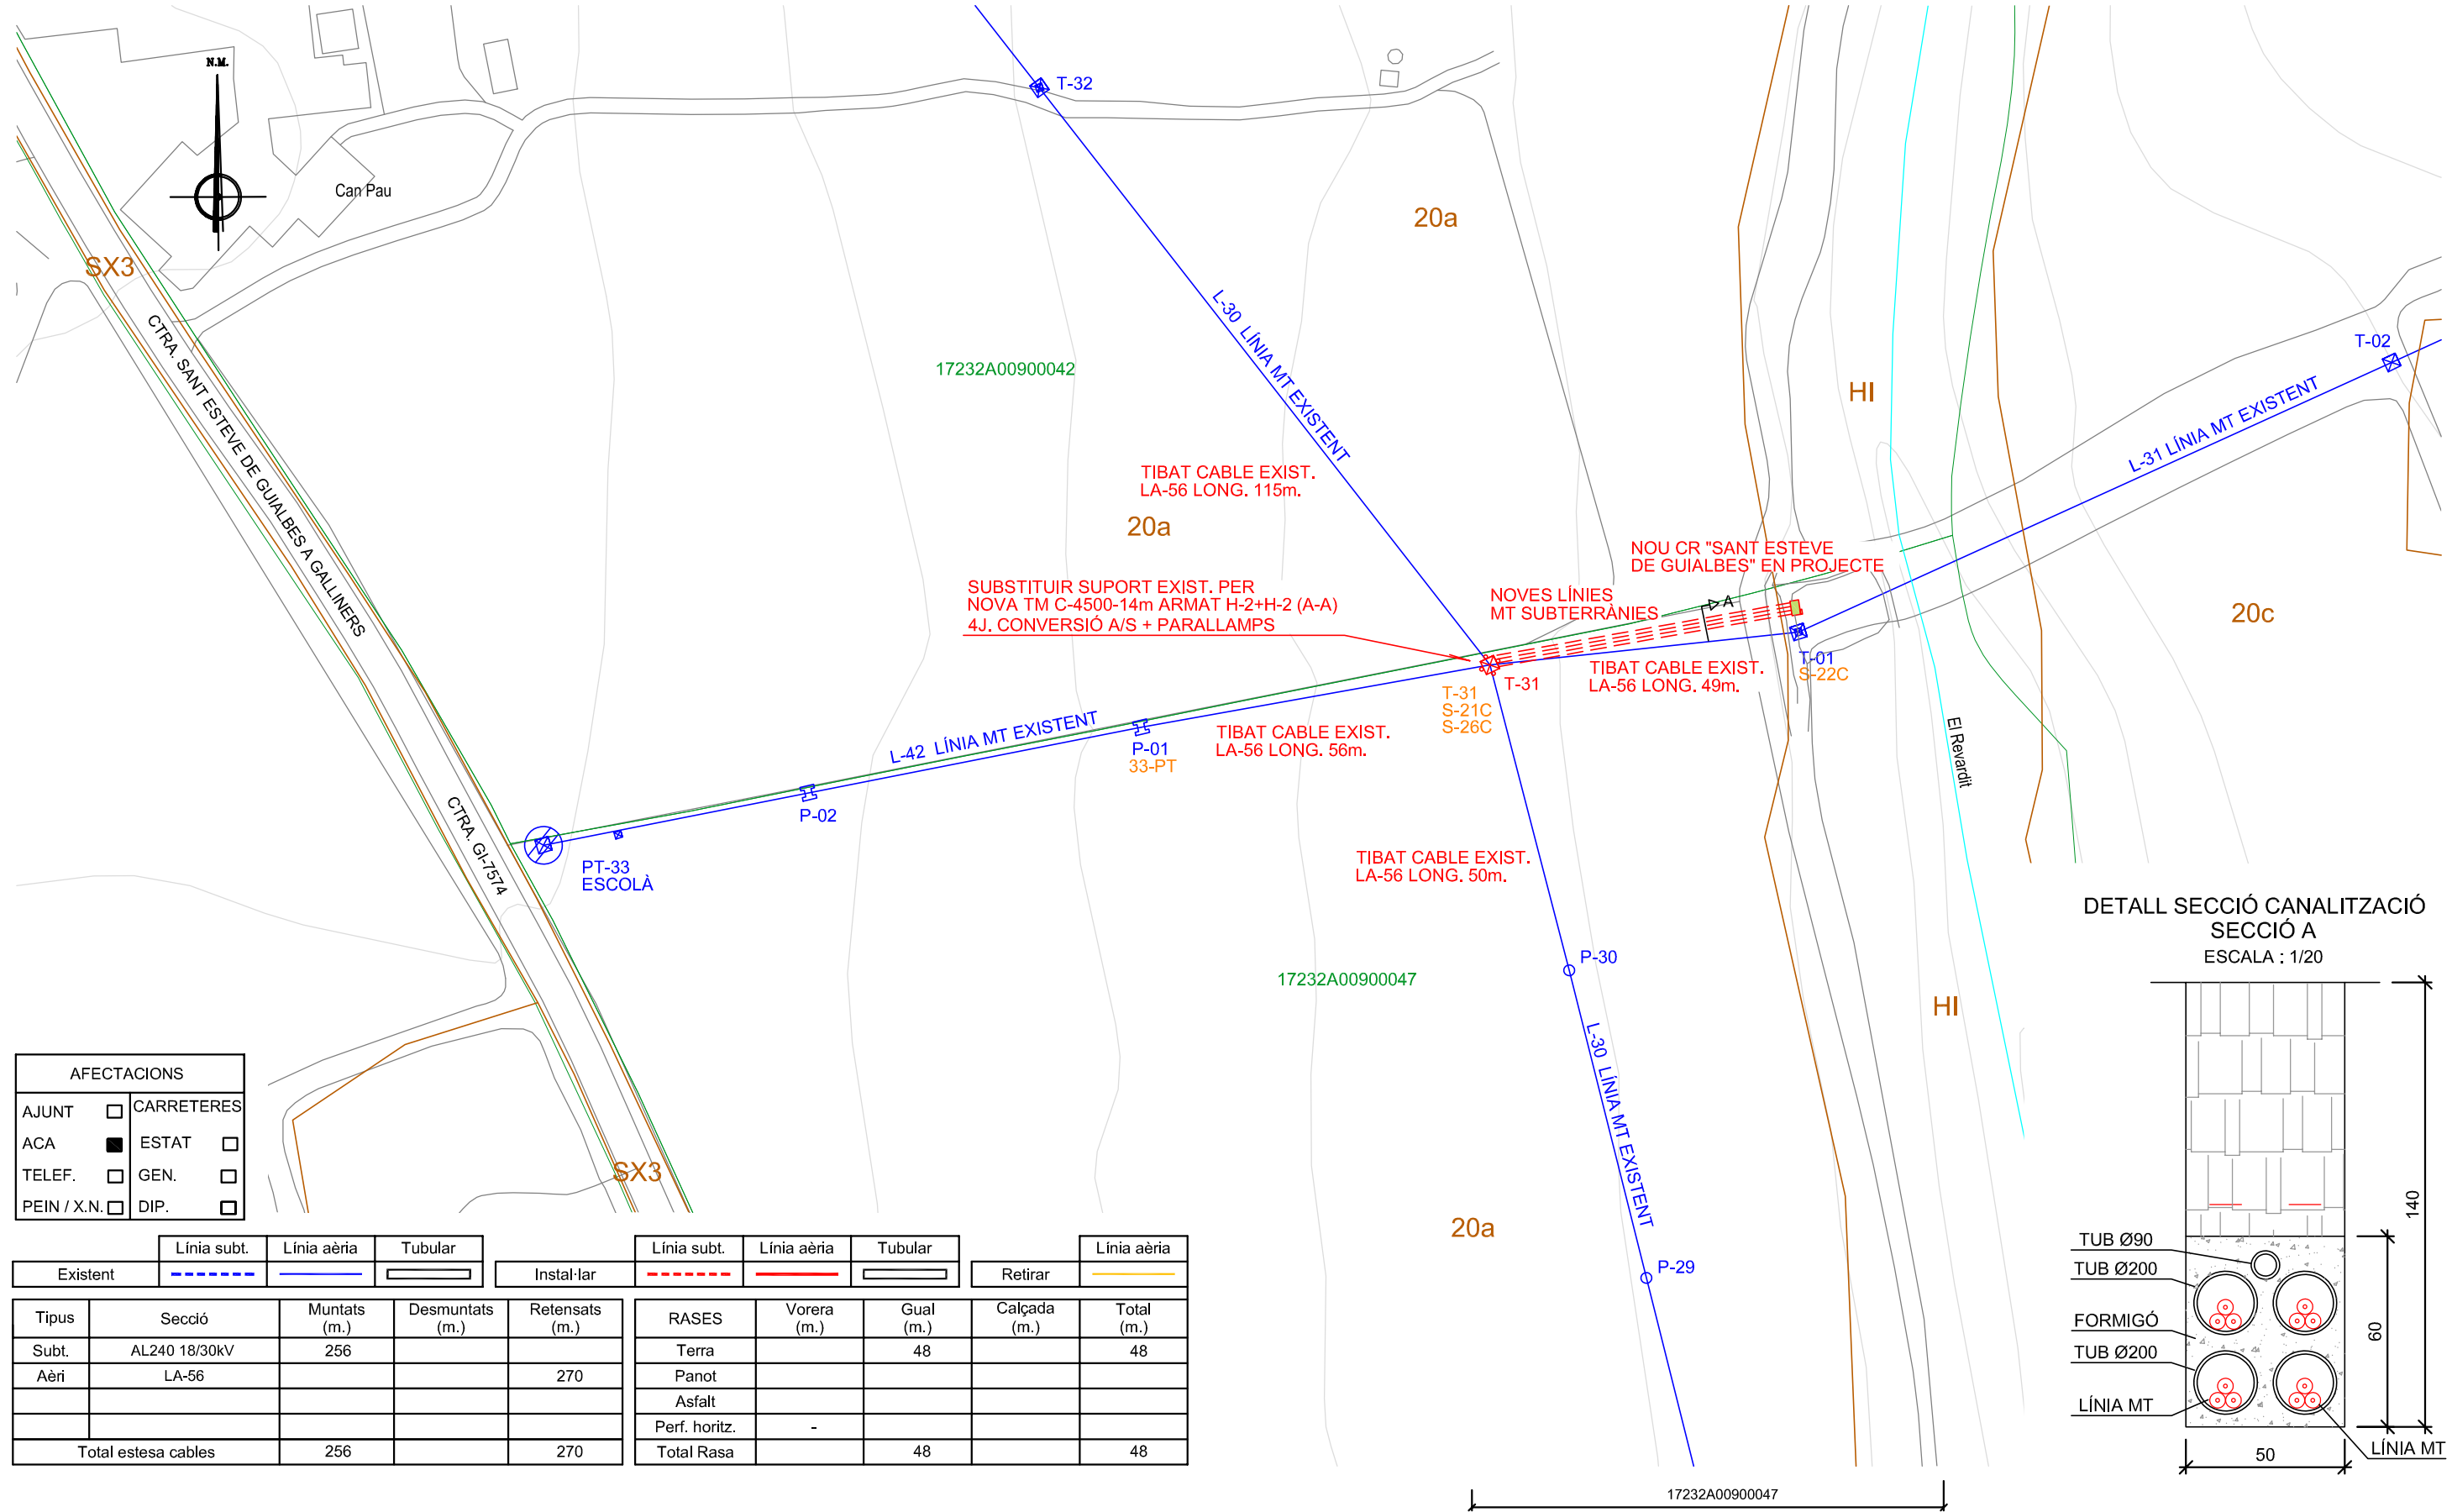 N.M.
T-32
Can Pau
20a
SX3
CTRA. SANT ESTEVE DE GUIALBES A GALLINERS
L-30 LÍNIA MT EXISTENT
17232A00900042
T-02
HI
L-31 LÍNIA MT EXISTENT
TIBAT CABLE EXIST.
LA-56 LONG. 115m.
20a
NOU CR "SANT ESTEVE
DE GUIALBES" EN PROJECTE
SUBSTITUIR SUPORT EXIST. PER
NOVA TM C-4500-14m ARMAT H-2+H-2 (A-A)
4J. CONVERSIÓ A/S + PARALLAMPS
NOVES LÍNIES
MT SUBTERRÀNIES
A
20c
T-01
S-22C
TIBAT CABLE EXIST.
LA-56 LONG. 49m.
T-31
T-31
S-21C
S-26C
L-42 LÍNIA MT EXISTENT
P-01
33-PT
TIBAT CABLE EXIST.
LA-56 LONG. 56m.
El Revardit
P-02
CTRA. GI-7574
PT-33
ESCOLÀ
TIBAT CABLE EXIST.
LA-56 LONG. 50m.
P-30
17232A00900047
HI
L-30 LÍNIA MT EXISTENT
SX3
20a
P-29
DETALL SECCIÓ CANALITZACIÓ
SECCIÓ A
ESCALA : 1/20
140
TUB Ø90
TUB Ø200
FORMIGÓ
TUB Ø200
LÍNIA MT
60
LÍNIA MT
50
AFECTACIONS
AJUNT CARRETERES
ACA ESTAT
TELEF. GEN.
PEIN / X.N. DIP.
Línia subt. Línia aèria Tubular Línia subt. Línia aèria Tubular Línia aèria
Existent Instal·lar Retirar
Tipus Secció Muntats (m.) Desmuntats (m.) Retensats (m.)
Subt. AL240 18/30kV 256
Aèri LA-56 270
Total estesa cables 256 270
RASES Vorera (m.) Gual (m.) Calçada (m.) Total (m.)
Terra 48 48
Panot
Asfalt
Perf. horitz. -
Total Rasa 48 48
17232A00900047